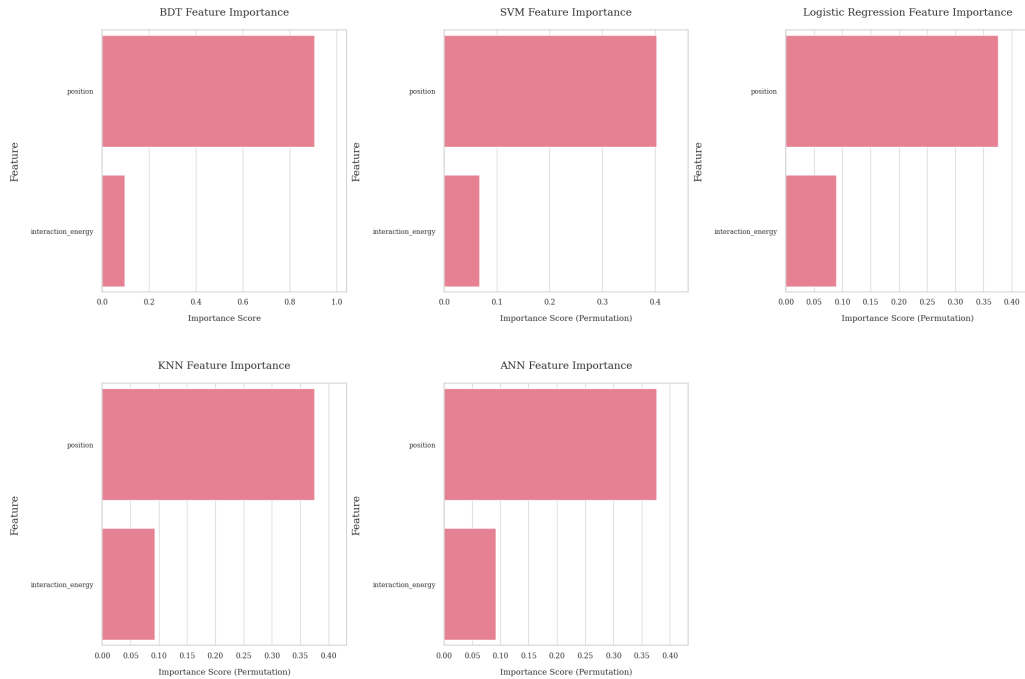 BDT Feature Importance
Feature
position
interaction_energy
0.0 0.2 0.4 0.6 0.8 1.0
Importance Score
SVM Feature Importance
Feature
position
interaction_energy
0.0 0.1 0.2 0.3 0.4
Importance Score (Permutation)
Logistic Regression Feature Importance
Feature
position
interaction_energy
0.00 0.05 0.10 0.15 0.20 0.25 0.30 0.35 0.40
Importance Score (Permutation)
KNN Feature Importance
Feature
position
interaction_energy
0.00 0.05 0.10 0.15 0.20 0.25 0.30 0.35 0.40
Importance Score (Permutation)
ANN Feature Importance
Feature
position
interaction_energy
0.00 0.05 0.10 0.15 0.20 0.25 0.30 0.35 0.40
Importance Score (Permutation)